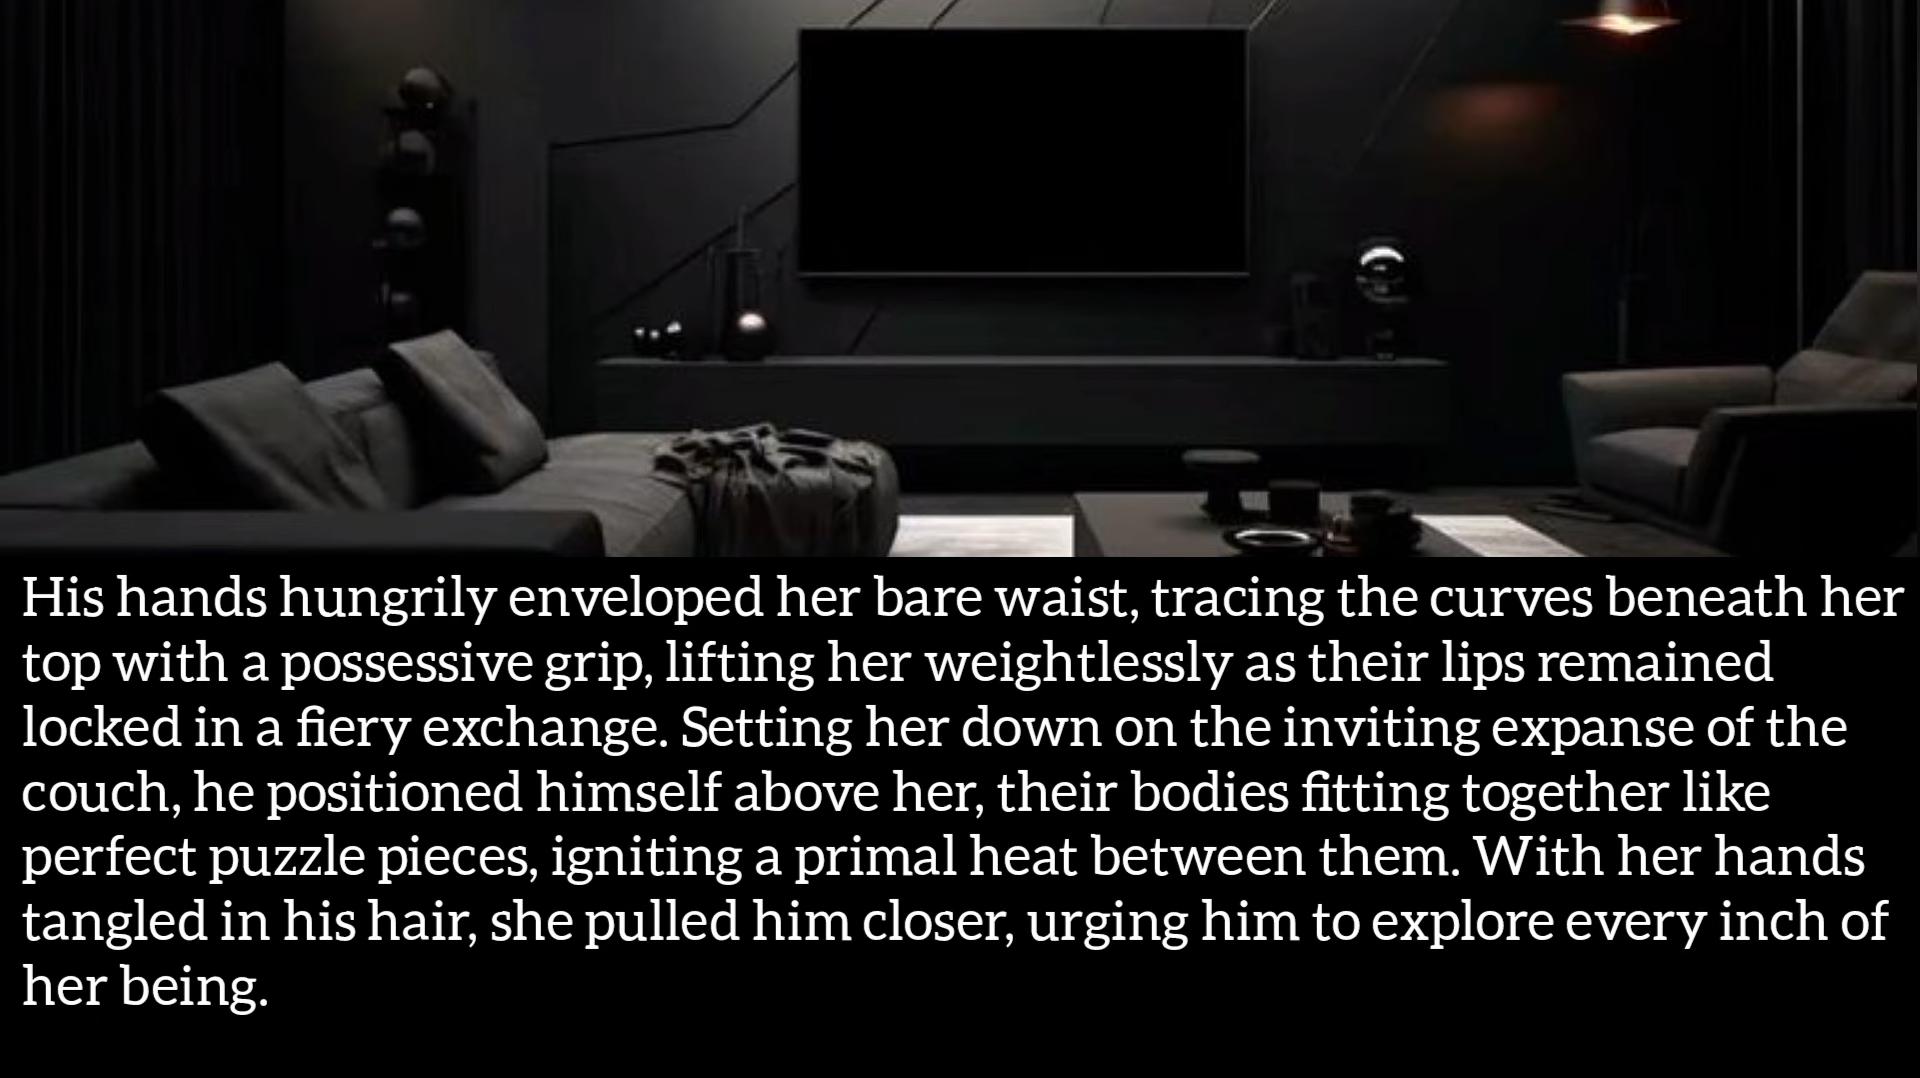 His hands hungrily enveloped her bare waist, tracing the curves beneath her
top with a possessive grip, lifting her weightlessly as their lips remained
locked in a fiery exchange. Setting her down on the inviting expanse of the
couch, he positioned himself above her, their bodies fitting together like
perfect puzzle pieces, igniting a primal heat between them. With her hands
tangled in his hair, she pulled him closer, urging him to explore every inch of
her being.